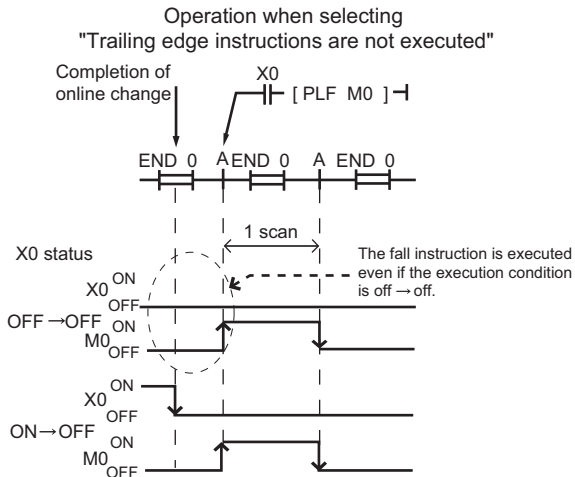 Operation when selecting
"Trailing edge instructions are not executed"
Completion of
online change
X0
[ PLF M0 ]
END 0 A END 0 A END 0
1 scan
X0 status
The fall instruction is executed
even if the execution condition
is off→off.
ON
X0
OFF
OFF→OFF
ON
M0
OFF
ON
X0
OFF
ON→OFF
ON
M0
OFF